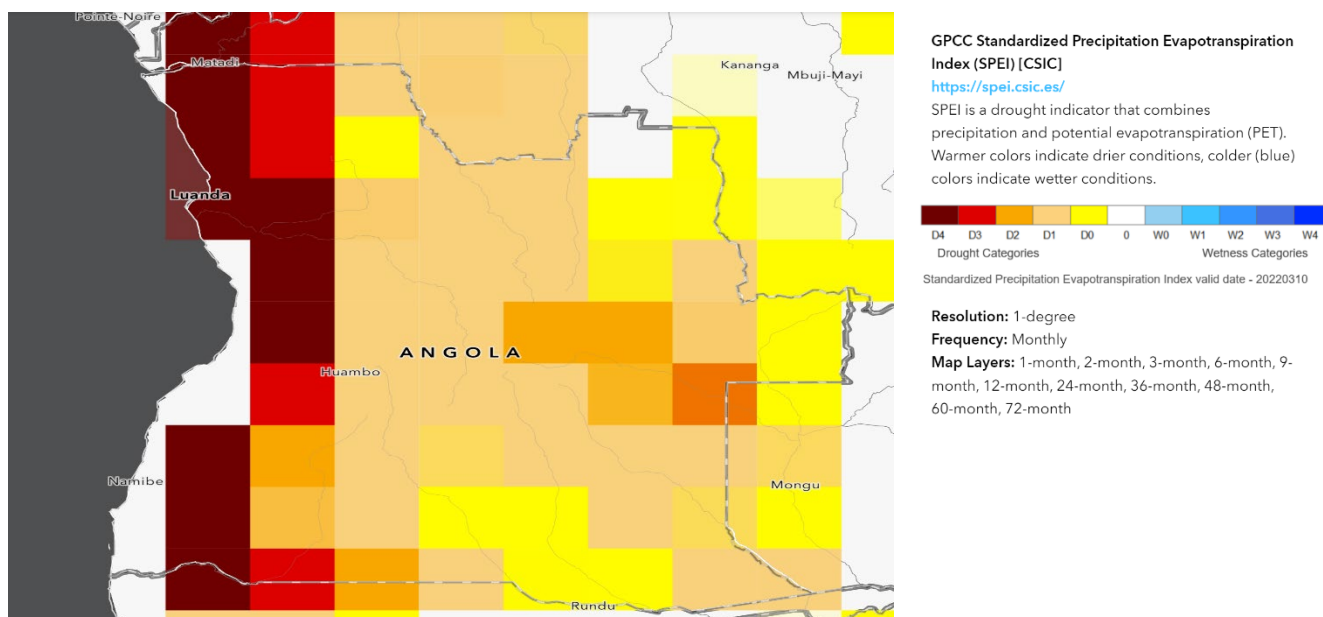 Pointe-Noire
Matadi
Kananga
Mbuji-Mayi
Luanda
ANGOLA
Huambo
Namibe
Mongu
Rundu
GPCC Standardized Precipitation Evapotranspiration
Index (SPEI) [CSIC]
https://spei.csic.es/
SPEI is a drought indicator that combines
precipitation and potential evapotranspiration (PET).
Warmer colors indicate drier conditions, colder (blue)
colors indicate wetter conditions.
D4 D3 D2 D1 D0 0 W0 W1 W2 W3 W4
Drought Categories Wetness Categories
Standardized Precipitation Evapotranspiration Index valid date - 20220310
Resolution: 1-degree
Frequency: Monthly
Map Layers: 1-month, 2-month, 3-month, 6-month, 9-
month, 12-month, 24-month, 36-month, 48-month,
60-month, 72-month